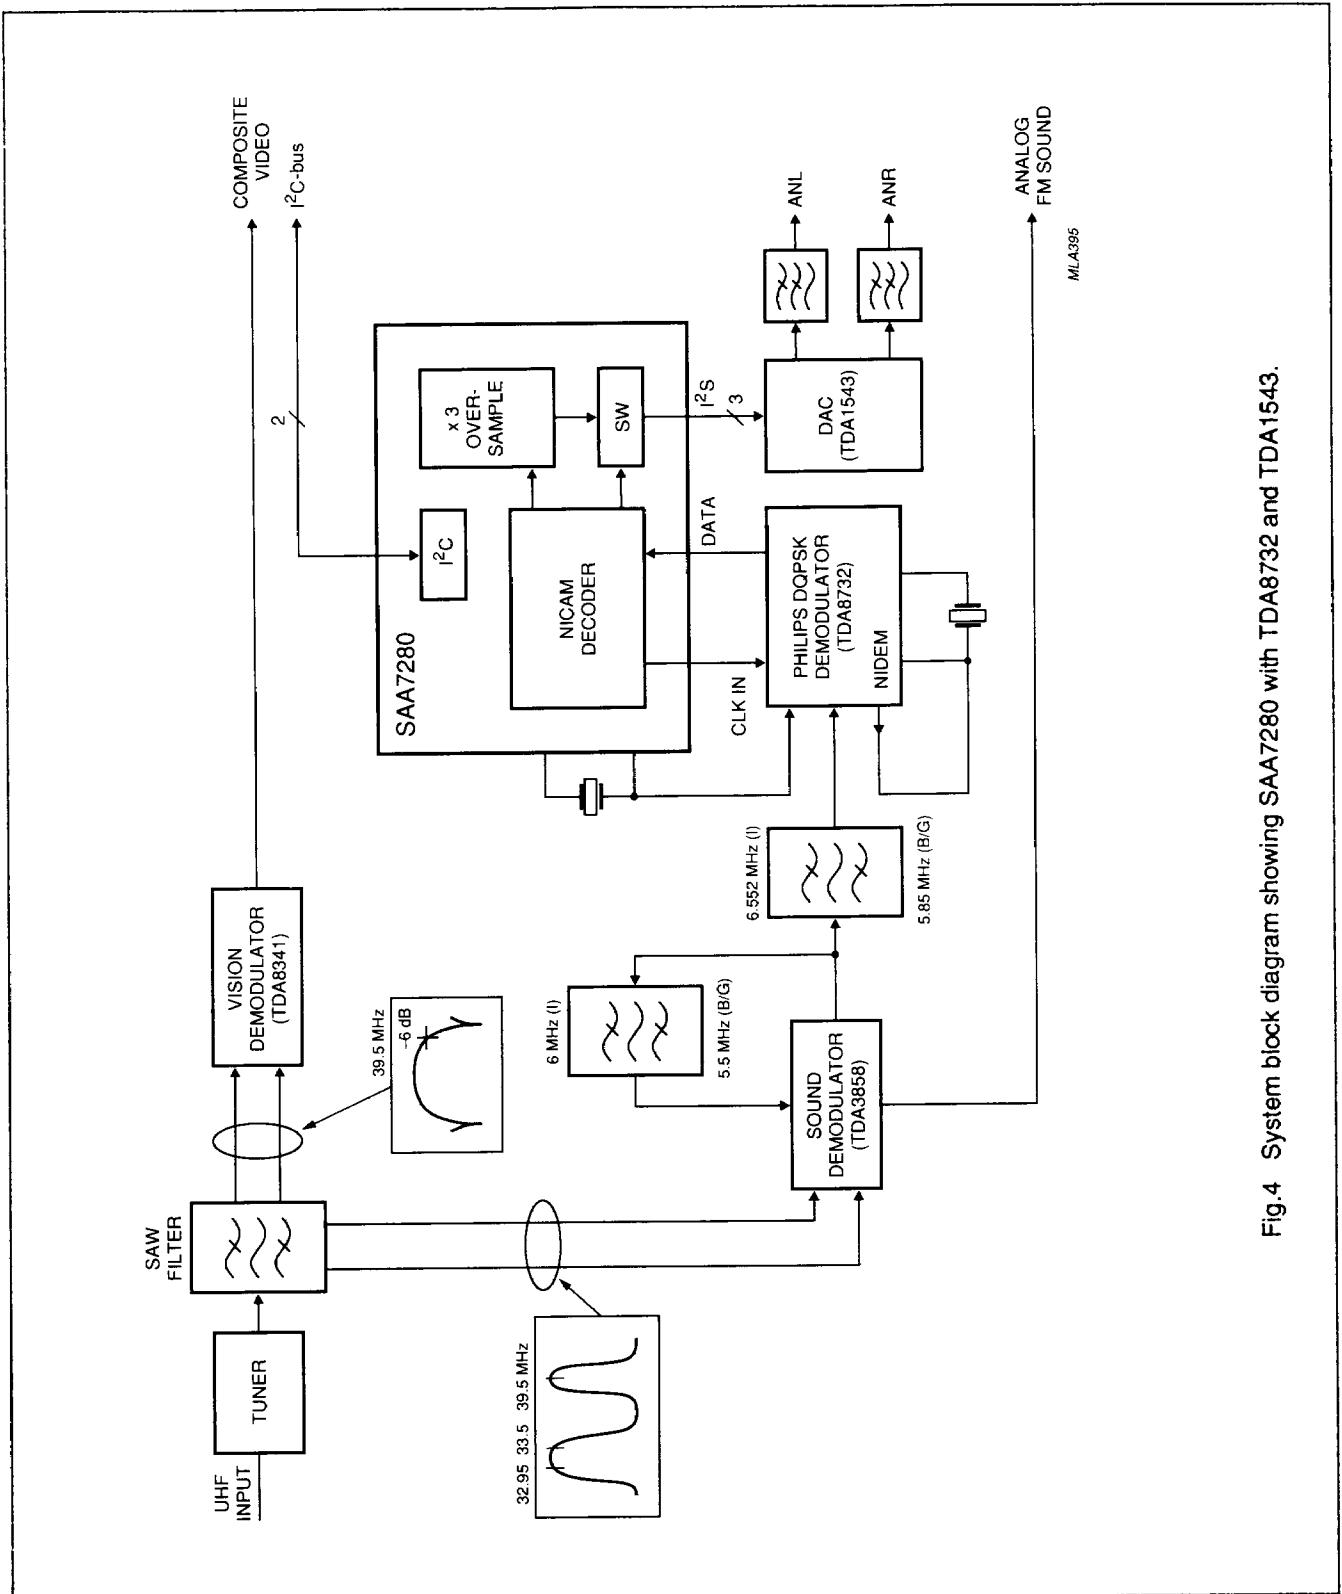 UHF
INPUT
TUNER
SAW
FILTER
VISION
DEMODULATOR
(TDA8341)
COMPOSITE
VIDEO
39.5 MHz
–6 dB
2
I²C-bus
32.95 33.5 39.5 MHz
SAA7280
I²C
x 3
OVER-
SAMPLE
NICAM
DECODER
SW
I²S
3
CLK IN
DATA
6 MHz (I)
5.5 MHz (B/G)
SOUND
DEMODULATOR
(TDA3858)
6.552 MHz (I)
5.85 MHz (B/G)
PHILIPS DQPSK
DEMODULATOR
(TDA8732)
NIDEM
DAC
(TDA1543)
ANL
ANR
ANALOG
FM SOUND
MLA395
Fig.4 System block diagram showing SAA7280 with TDA8732 and TDA1543.